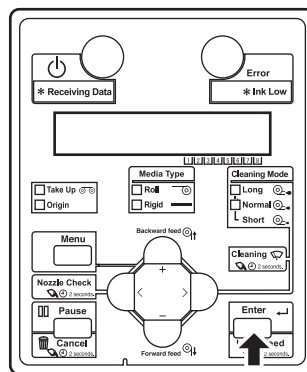 Error
* Receiving Data
* Ink Low
1 2 3 4 5 6 7 8
Media Type
Cleaning Mode
Take Up
Roll
Long
Origin
Rigid
Normal
Short
Menu
Backward feed
+
Cleaning
2 seconds.
Nozzle Check
2 seconds.
< >
Pause
Enter
−
Cancel
2 seconds.
Forward feed
eed